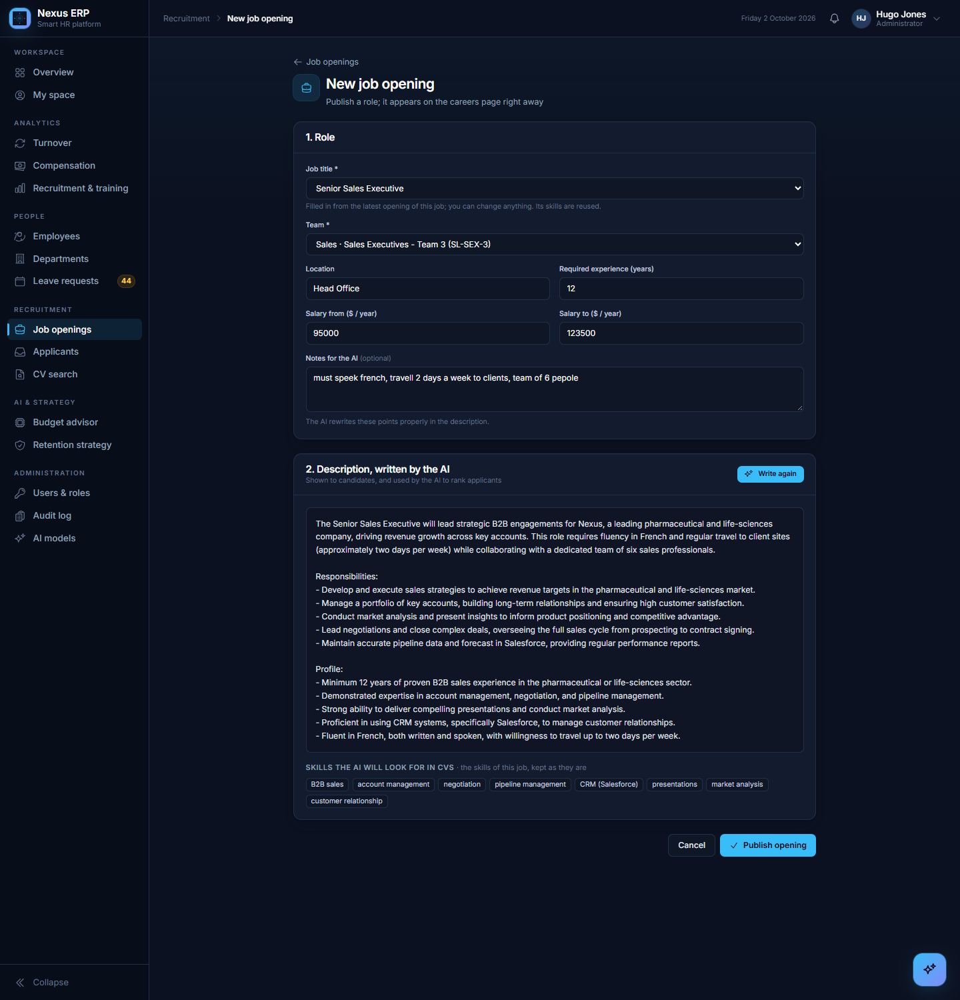 Nexus ERP
Smart HR platform
Recruitment
New job opening
Friday 2 October 2026
HJ
Hugo Jones
Administrator
WORKSPACE
Overview
My space
ANALYTICS
Turnover
Compensation
Recruitment & training
PEOPLE
Employees
Departments
Leave requests
44
RECRUITMENT
Job openings
Applicants
CV search
AI & STRATEGY
Budget advisor
Retention strategy
ADMINISTRATION
Users & roles
Audit log
AI models
Collapse
Job openings
New job opening
Publish a role; it appears on the careers page right away
1. Role
Job title *
Senior Sales Executive
Filled in from the latest opening of this job; you can change anything. Its skills are reused.
Team *
Sales · Sales Executives - Team 3 (SL-SEX-3)
Location
Required experience (years)
Head Office
12
Salary from ($ / year)
Salary to ($ / year)
95000
123500
Notes for the AI (optional)
must speek french, travell 2 days a week to clients, team of 6 pepole
The AI rewrites these points properly in the description.
2. Description, written by the AI
Shown to candidates, and used by the AI to rank applicants
Write again
The Senior Sales Executive will lead strategic B2B engagements for Nexus, a leading pharmaceutical and life-sciences
company, driving revenue growth across key accounts. This role requires fluency in French and regular travel to client sites
(approximately two days per week) while collaborating with a dedicated team of six sales professionals.
Responsibilities:
- Develop and execute sales strategies to achieve revenue targets in the pharmaceutical and life-sciences market.
- Manage a portfolio of key accounts, building long-term relationships and ensuring high customer satisfaction.
- Conduct market analysis and present insights to inform product positioning and competitive advantage.
- Lead negotiations and close complex deals, overseeing the full sales cycle from prospecting to contract signing.
- Maintain accurate pipeline data and forecast in Salesforce, providing regular performance reports.
Profile:
- Minimum 12 years of proven B2B sales experience in the pharmaceutical or life-sciences sector.
- Demonstrated expertise in account management, negotiation, and pipeline management.
- Strong ability to deliver compelling presentations and conduct market analysis.
- Proficient in using CRM systems, specifically Salesforce, to manage customer relationships.
- Fluent in French, both written and spoken, with willingness to travel up to two days per week.
SKILLS THE AI WILL LOOK FOR IN CVS · the skills of this job, kept as they are
B2B sales
account management
negotiation
pipeline management
CRM (Salesforce)
presentations
market analysis
customer relationship
Cancel
Publish opening